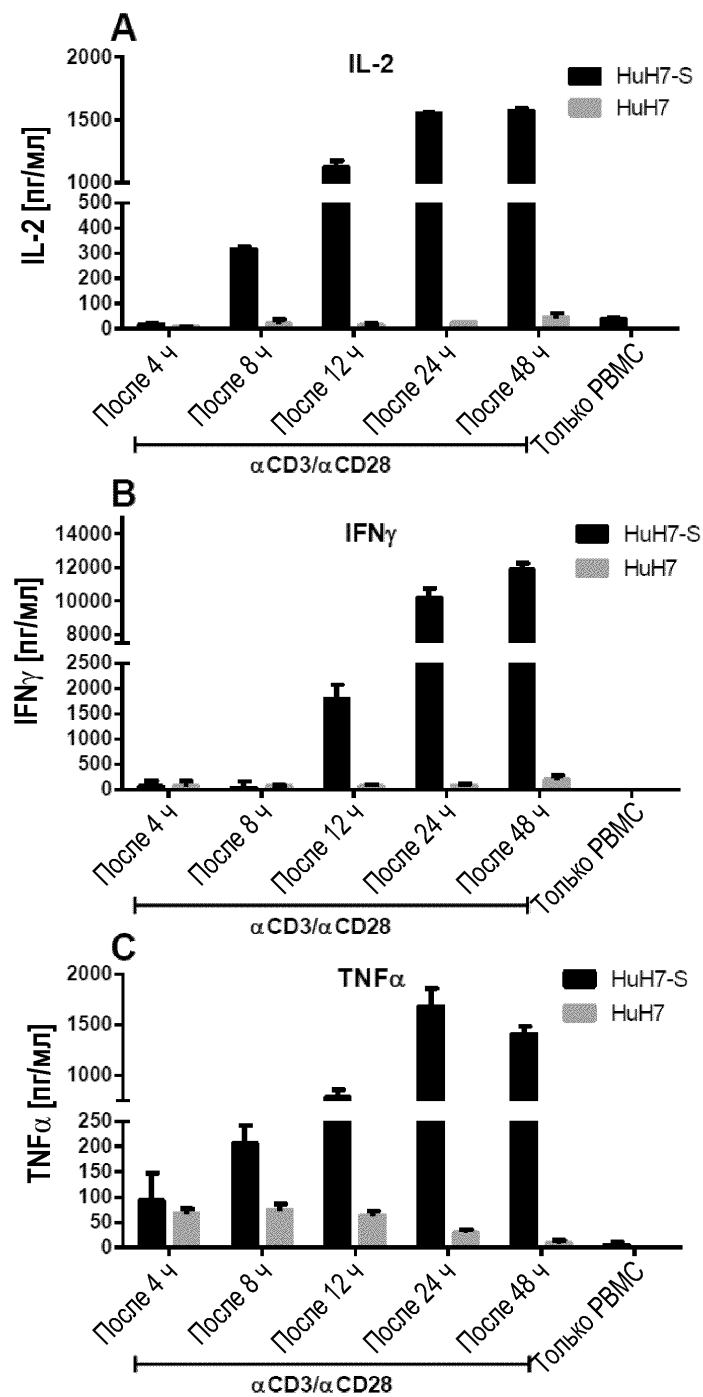 A
IL-2
HuH7-S
HuH7
IL-2 [пг/мл]
2000
1500
1000
500
400
300
200
100
0
После 4 ч
После 8 ч
После 12 ч
После 24 ч
После 48 ч
Только PBMC
αCD3/αCD28
B
IFNγ
HuH7-S
HuH7
IFNγ [пг/мл]
14000
12000
10000
8000
2500
2000
1500
1000
500
0
После 4 ч
После 8 ч
После 12 ч
После 24 ч
После 48 ч
Только PBMC
αCD3/αCD28
C
TNFα
HuH7-S
HuH7
TNFα [пг/мл]
2000
1500
1000
250
200
150
100
50
0
После 4 ч
После 8 ч
После 12 ч
После 24 ч
После 48 ч
Только PBMC
αCD3/αCD28